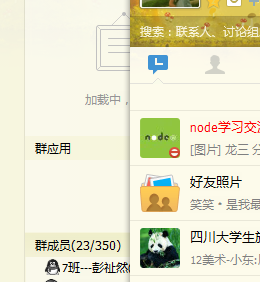 搜索：联系人、讨论组
加载中，
node学习交
[图片] 龙三 分
群应用
好友照片
笑笑·是我最
群成员(23/350)
7班---彭祉然
四川大学生旅
12美术-小东: